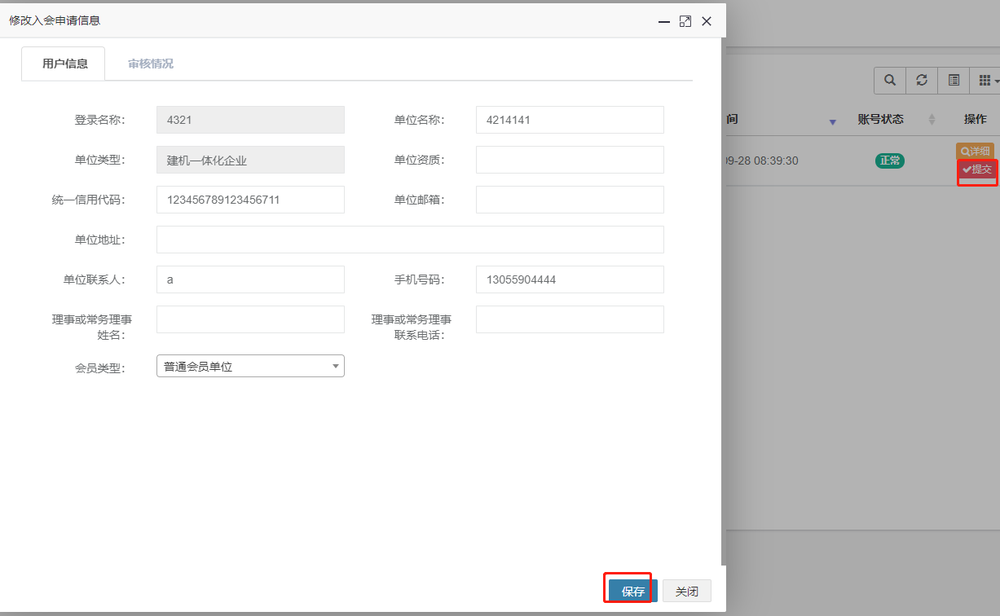 修改入会申请信息
用户信息 审核情况
登录名称： 4321 单位名称： 4214141
单位类型： 建机一体化企业 单位资质：
统一信用代码： 123456789123456711 单位邮箱：
单位地址：
单位联系人： a 手机号码： 13055904444
理事或常务理事
姓名：
理事或常务理事
联系电话：
会员类型： 普通会员单位
保存 关闭
间 账号状态 操作
09-28 08:39:30 正常 详细
提交